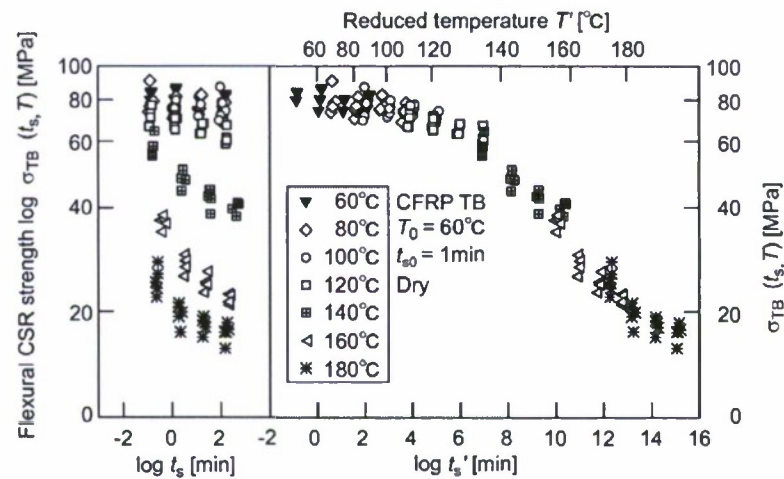 Reduced temperature T' [°C]
60 80 100 120 140 160 180
Flexural CSR strength log σTB (ts, T) [MPa]
100
80
60
40
20
0
60°C
80°C
100°C
120°C
140°C
160°C
180°C
CFRP TB
T0 = 60°C
ts0 = 1min
Dry
100
80
60
40
20
0
σTB (ts, T) [MPa]
-2 0 2 -2 0 2 4 6 8 10 12 14 16
log ts [min] log ts' [min]